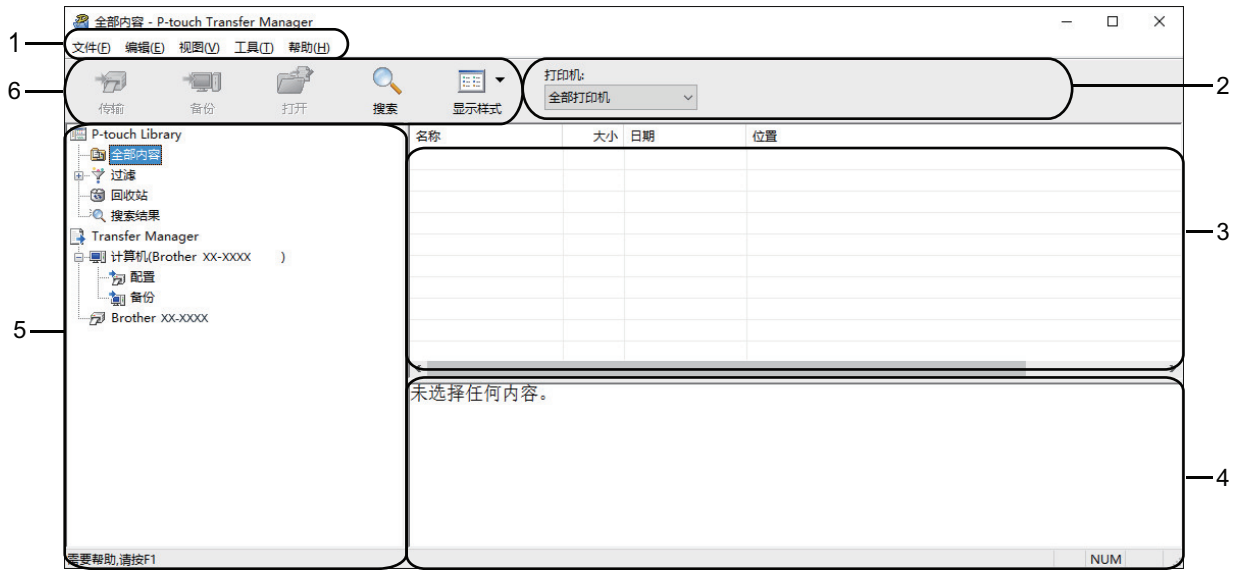 全部内容 - P-touch Transfer Manager
1
文件(F) 编辑(E) 视图(V) 工具(T) 帮助(H)
6
传输 备份 打开 搜索 显示样式
打印机:
全部打印机
2
P-touch Library
全部内容
过滤
回收站
搜索结果
Transfer Manager
计算机(Brother XX-XXXX )
配置
备份
Brother XX-XXXX
5
名称 大小 日期 位置
3
未选择任何内容。
4
需要帮助,请按F1
NUM